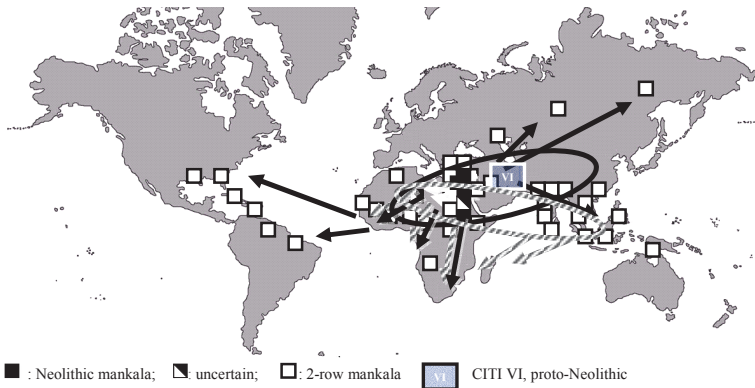 VI
■ : Neolithic mankala; ◪: uncertain; □: 2-row mankala VI CITI VI, proto-Neolithic